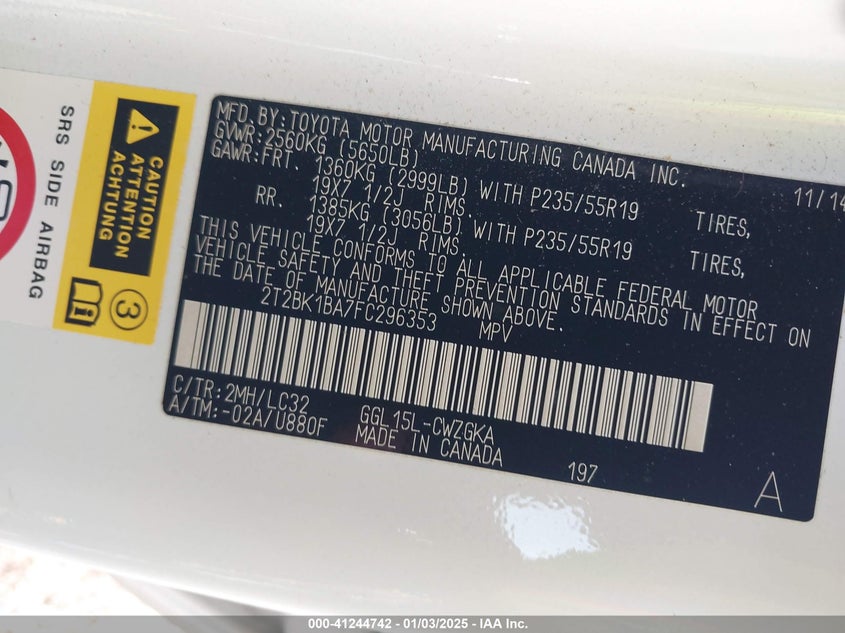 MFD. BY: TOYOTA MOTOR MANUFACTURING CANADA INC. 11/14
GVWR: 2560KG (5650LB)
GAWR: FRT. 1360KG (2999LB) WITH P235/55R19 TIRES,
19X7 1/2J RIMS.
RR. 1385KG (3056LB) WITH P235/55R19 TIRES,
19X7 1/2J RIMS.
THIS VEHICLE CONFORMS TO ALL APPLICABLE FEDERAL MOTOR
VEHICLE SAFETY AND THEFT PREVENTION STANDARDS IN EFFECT ON
THE DATE OF MANUFACTURE SHOWN ABOVE.
2T2BK1BA7FC296353 MPV
C/TR: 2MH/LC32 GGL15L-CWZGKA
A/TM:-02A/U880F MADE IN CANADA
197 A
SRS SIDE AIRBAG
CAUTION
ATTENTION
3
000-41244742 - 01/03/2025 - IAA Inc.